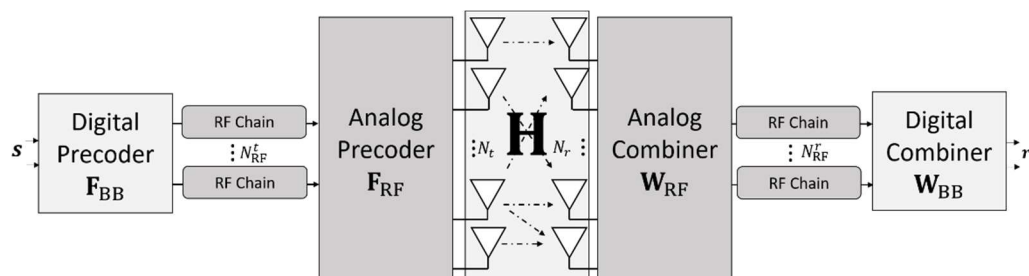 s
Digital
Precoder
F_BB
RF Chain
⋮ N_RF^t
RF Chain
Analog
Precoder
F_RF
⋮ N_t
H
N_r ⋮
Analog
Combiner
W_RF
RF Chain
⋮ N_RF^r
RF Chain
Digital
Combiner
W_BB
r